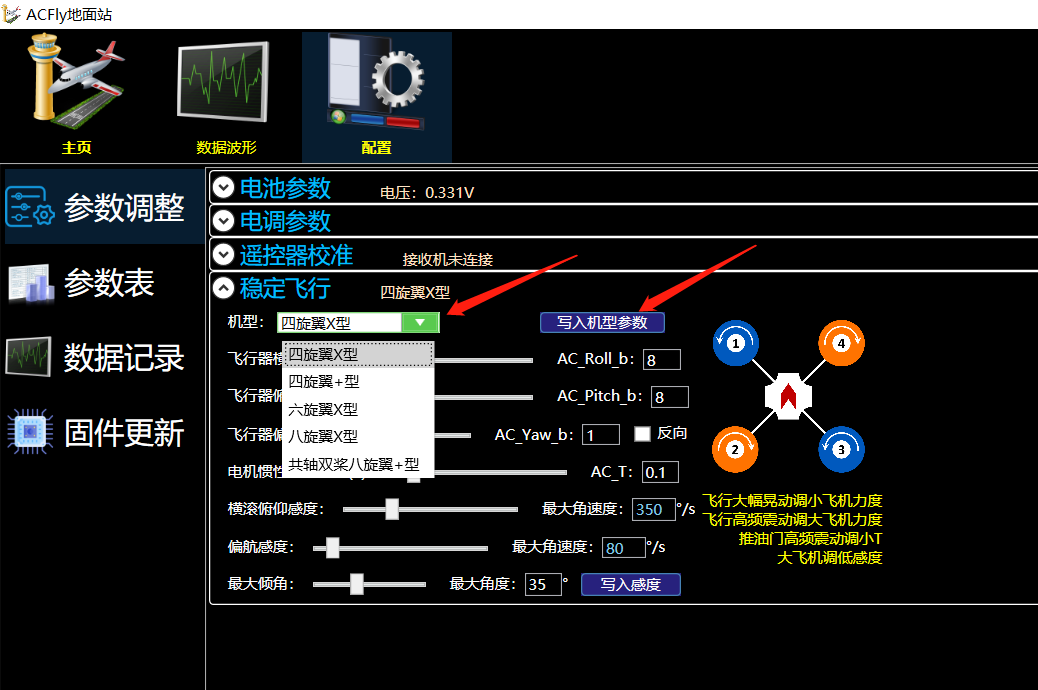 ACFly地面站
主页
数据波形
配置
参数调整
参数表
数据记录
固件更新
电池参数 电压：0.331V
电调参数
遥控器校准 接收机未连接
稳定飞行 四旋翼X型
机型： 四旋翼X型 写入机型参数
四旋翼X型
四旋翼+型
六旋翼X型
八旋翼X型
共轴双桨八旋翼+型
飞行器 AC_Roll_b： 8
飞行器 AC_Pitch_b： 8
飞行器 AC_Yaw_b： 1 反向
电机惯 AC_T： 0.1
横滚俯仰感度： 最大角速度： 350 °/s
偏航感度： 最大角速度： 80 °/s
最大倾角： 最大角度： 35 ° 写入感度
1
4
2
3
飞行大幅晃动调小飞机力度
飞行高频震动调大飞机力度
推油门高频震动调小T
大飞机调低感度